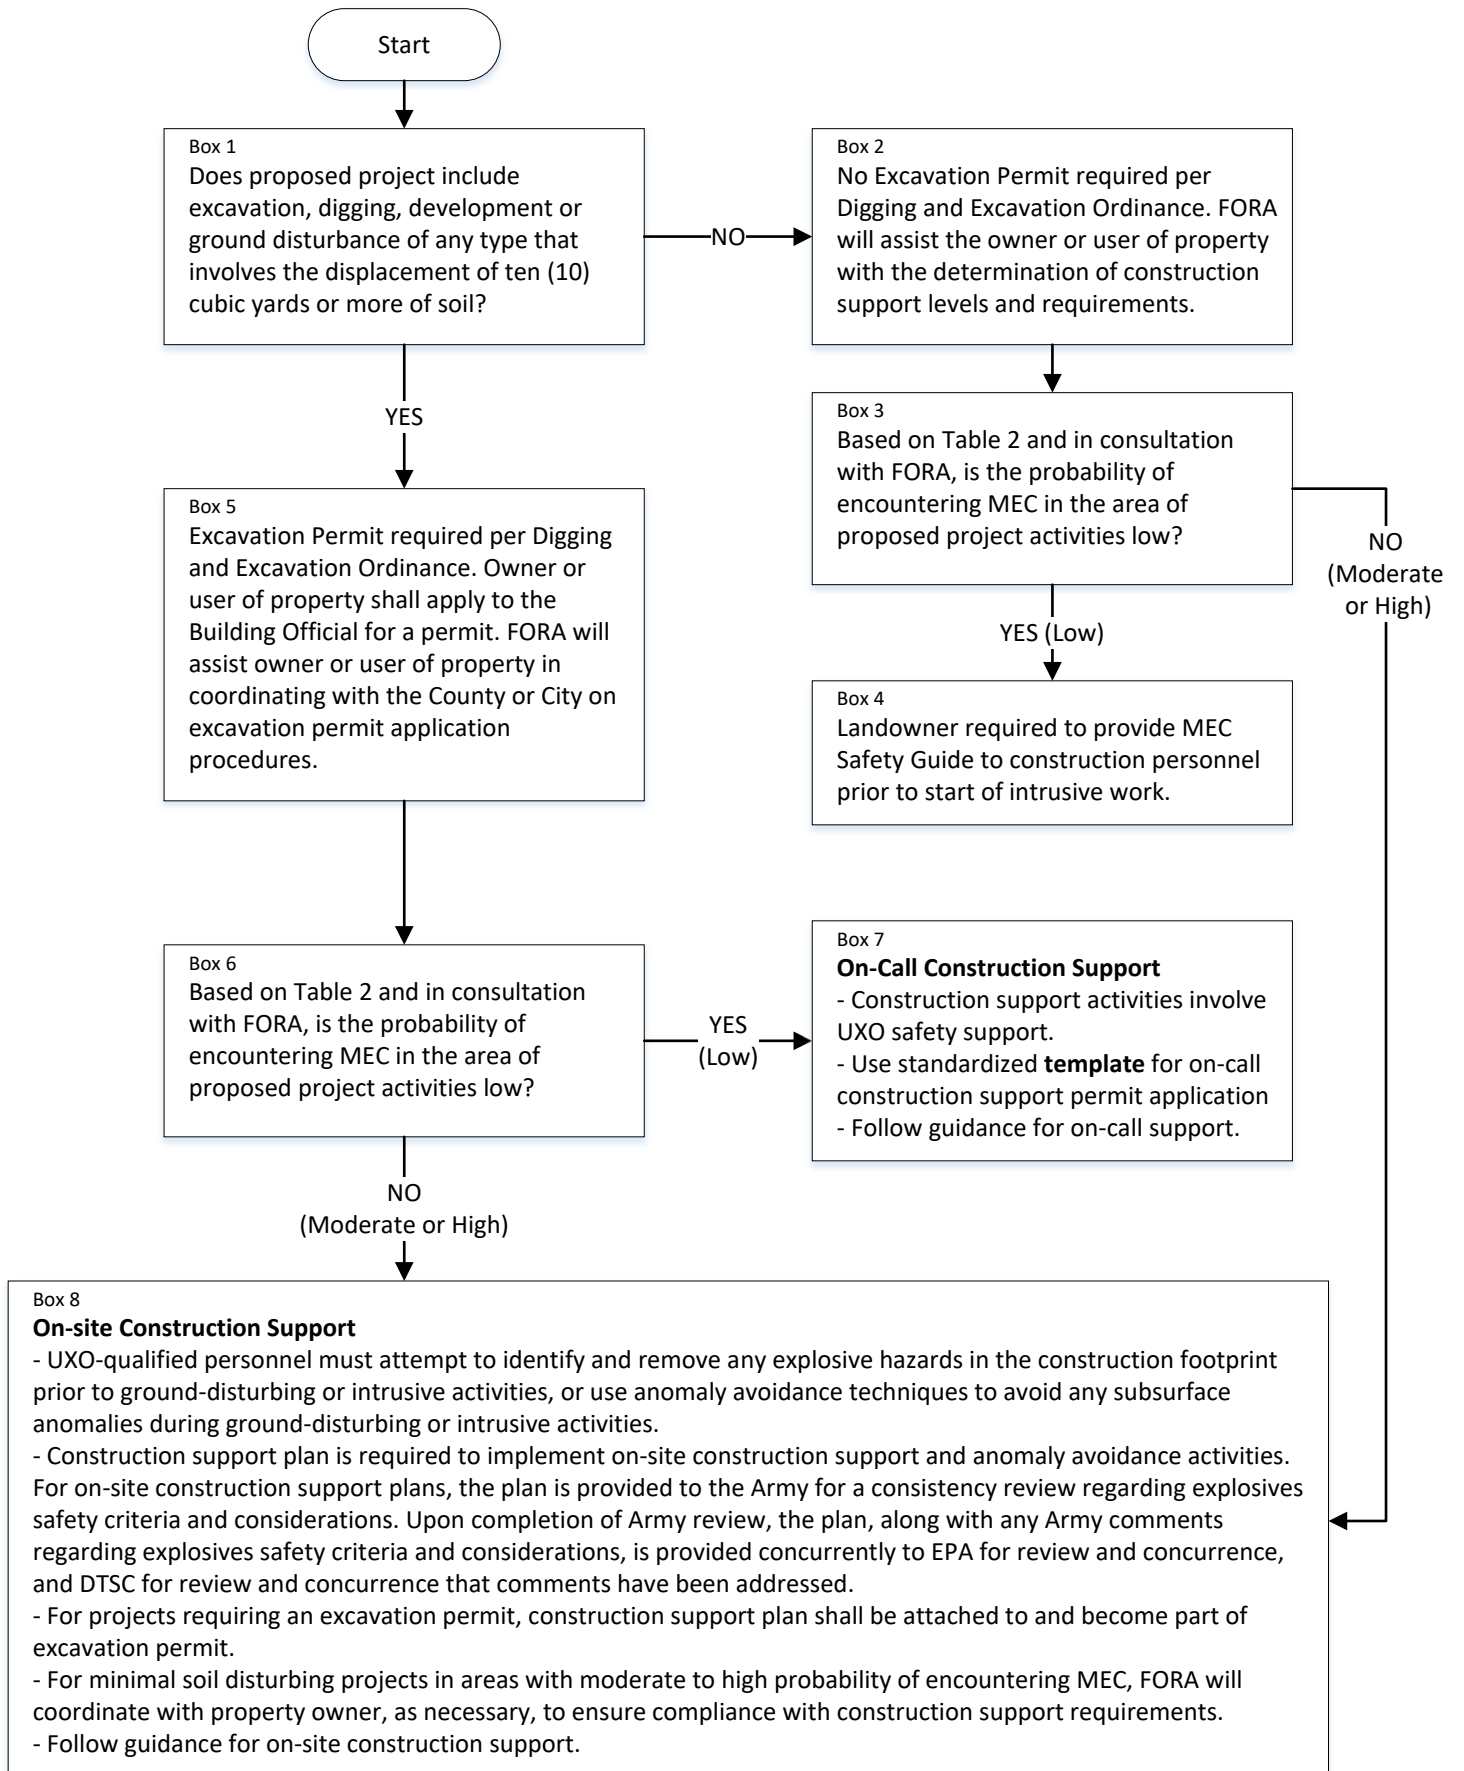 Start
Box 1
Does proposed project include
excavation, digging, development or
ground disturbance of any type that
involves the displacement of ten (10)
cubic yards or more of soil?
NO
Box 2
No Excavation Permit required per
Digging and Excavation Ordinance. FORA
will assist the owner or user of property
with the determination of construction
support levels and requirements.
YES
Box 3
Based on Table 2 and in consultation
with FORA, is the probability of
encountering MEC in the area of
proposed project activities low?
NO
(Moderate
or High)
YES (Low)
Box 4
Landowner required to provide MEC
Safety Guide to construction personnel
prior to start of intrusive work.
Box 5
Excavation Permit required per Digging
and Excavation Ordinance. Owner or
user of property shall apply to the
Building Official for a permit. FORA will
assist owner or user of property in
coordinating with the County or City on
excavation permit application
procedures.
Box 6
Based on Table 2 and in consultation
with FORA, is the probability of
encountering MEC in the area of
proposed project activities low?
YES
(Low)
Box 7
On-Call Construction Support
- Construction support activities involve
UXO safety support.
- Use standardized template for on-call
construction support permit application
- Follow guidance for on-call support.
NO
(Moderate or High)
Box 8
On-site Construction Support
- UXO-qualified personnel must attempt to identify and remove any explosive hazards in the construction footprint
prior to ground-disturbing or intrusive activities, or use anomaly avoidance techniques to avoid any subsurface
anomalies during ground-disturbing or intrusive activities.
- Construction support plan is required to implement on-site construction support and anomaly avoidance activities.
For on-site construction support plans, the plan is provided to the Army for a consistency review regarding explosives
safety criteria and considerations. Upon completion of Army review, the plan, along with any Army comments
regarding explosives safety criteria and considerations, is provided concurrently to EPA for review and concurrence,
and DTSC for review and concurrence that comments have been addressed.
- For projects requiring an excavation permit, construction support plan shall be attached to and become part of
excavation permit.
- For minimal soil disturbing projects in areas with moderate to high probability of encountering MEC, FORA will
coordinate with property owner, as necessary, to ensure compliance with construction support requirements.
- Follow guidance for on-site construction support.